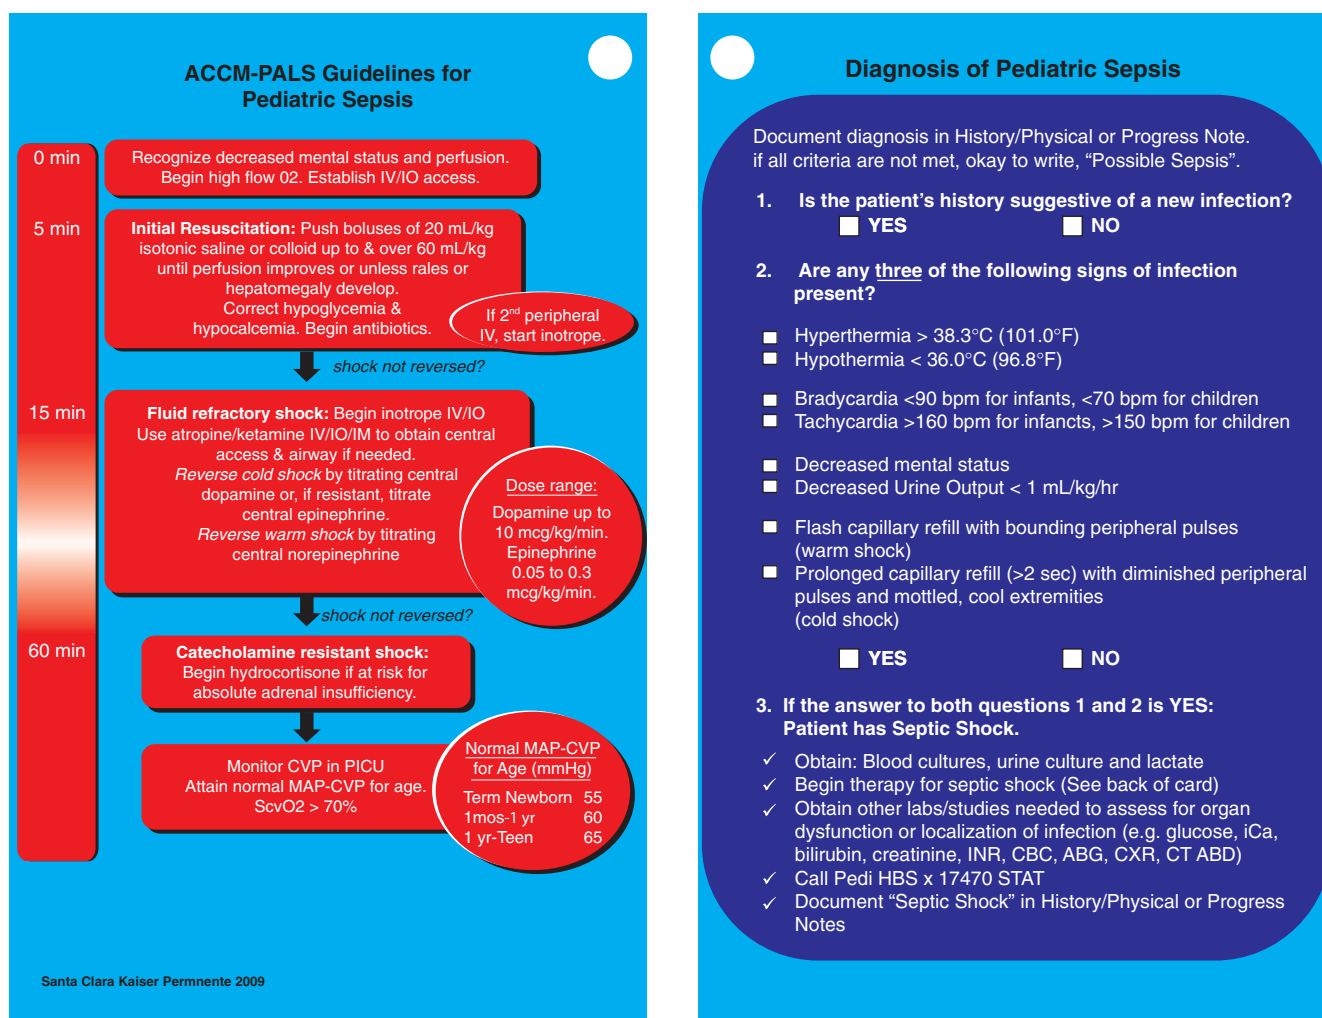 ACCM-PALS Guidelines for
Pediatric Sepsis
0 min
Recognize decreased mental status and perfusion.
Begin high flow 02. Establish IV/IO access.
5 min
Initial Resuscitation: Push boluses of 20 mL/kg
isotonic saline or colloid up to & over 60 mL/kg
until perfusion improves or unless rales or
hepatomegaly develop.
Correct hypoglycemia &
hypocalcemia. Begin antibiotics.
If 2nd peripheral
IV, start inotrope.
shock not reversed?
15 min
Fluid refractory shock: Begin inotrope IV/IO
Use atropine/ketamine IV/IO/IM to obtain central
access & airway if needed.
Reverse cold shock by titrating central
dopamine or, if resistant, titrate
central epinephrine.
Reverse warm shock by titrating
central norepinephrine
Dose range:
Dopamine up to
10 mcg/kg/min.
Epinephrine
0.05 to 0.3
mcg/kg/min.
shock not reversed?
60 min
Catecholamine resistant shock:
Begin hydrocortisone if at risk for
absolute adrenal insufficiency.
Monitor CVP in PICU
Attain normal MAP-CVP for age.
ScvO2 > 70%
Normal MAP-CVP
for Age (mmHg)
Term Newborn 55
1mos-1 yr 60
1 yr-Teen 65
Santa Clara Kaiser Permnente 2009
Diagnosis of Pediatric Sepsis
Document diagnosis in History/Physical or Progress Note.
if all criteria are not met, okay to write, “Possible Sepsis”.
1. Is the patient’s history suggestive of a new infection?
YES NO
2. Are any three of the following signs of infection
present?
Hyperthermia > 38.3°C (101.0°F)
Hypothermia < 36.0°C (96.8°F)
Bradycardia <90 bpm for infants, <70 bpm for children
Tachycardia >160 bpm for infancts, >150 bpm for children
Decreased mental status
Decreased Urine Output < 1 mL/kg/hr
Flash capillary refill with bounding peripheral pulses
(warm shock)
Prolonged capillary refill (>2 sec) with diminished peripheral
pulses and mottled, cool extremities
(cold shock)
YES NO
3. If the answer to both questions 1 and 2 is YES:
Patient has Septic Shock.
✓ Obtain: Blood cultures, urine culture and lactate
✓ Begin therapy for septic shock (See back of card)
✓ Obtain other labs/studies needed to assess for organ
dysfunction or localization of infection (e.g. glucose, iCa,
bilirubin, creatinine, INR, CBC, ABG, CXR, CT ABD)
✓ Call Pedi HBS x 17470 STAT
✓ Document “Septic Shock” in History/Physical or Progress
Notes